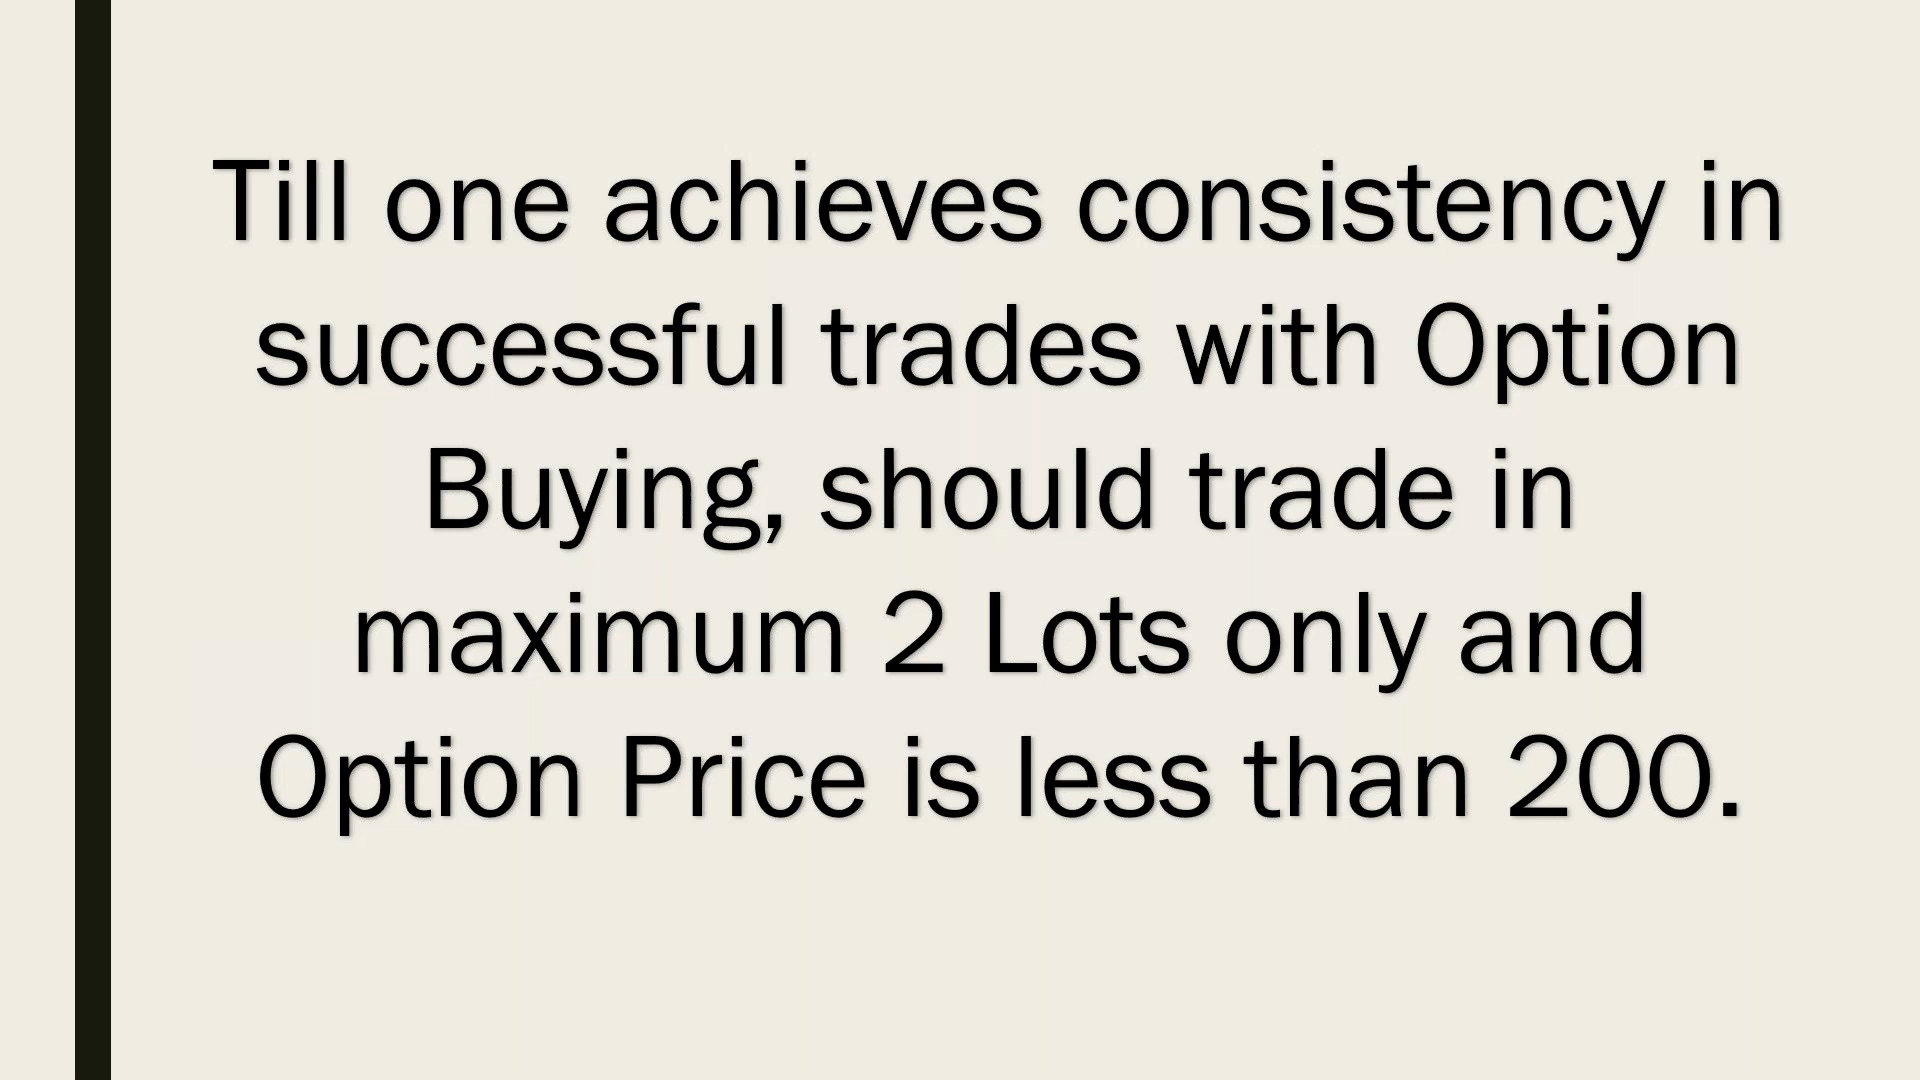 Till one achieves consistency in
successful trades with Option
Buying, should trade in
maximum 2 Lots only and
Option Price is less than 200.